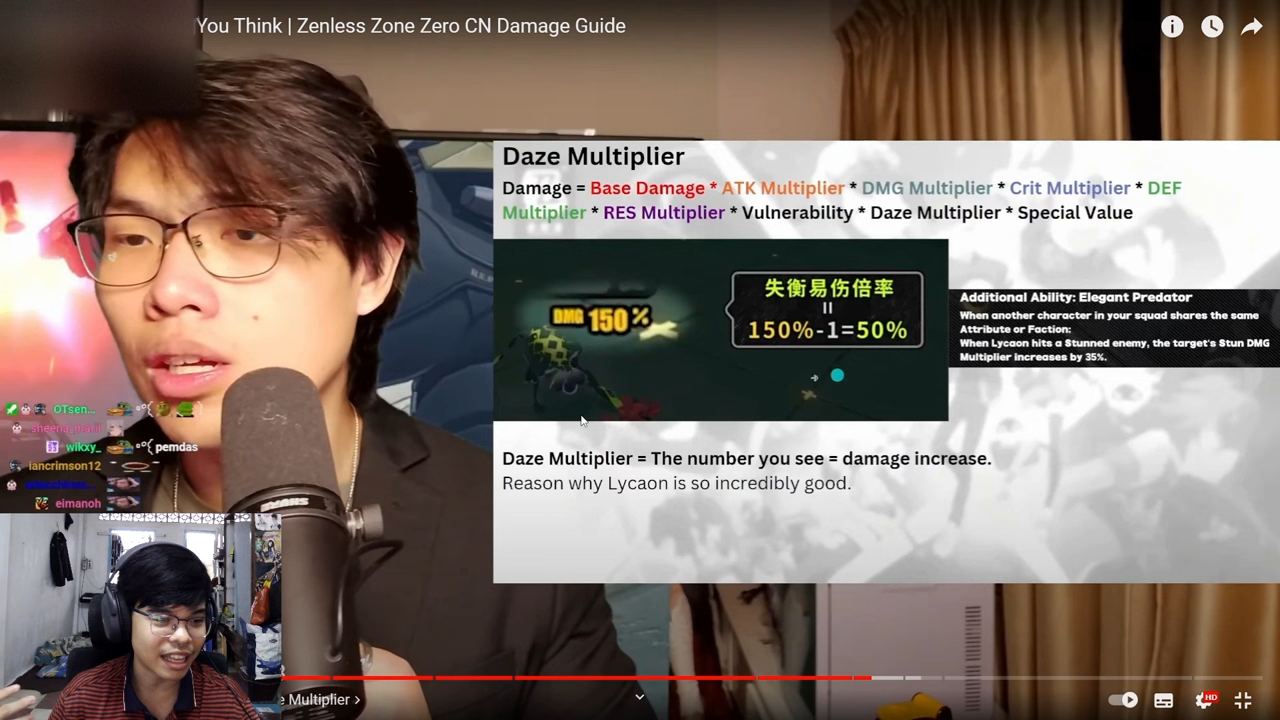 You Think | Zenless Zone Zero CN Damage Guide
Daze Multiplier
Damage = Base Damage * ATK Multiplier * DMG Multiplier * Crit Multiplier * DEF
Multiplier * RES Multiplier * Vulnerability * Daze Multiplier * Special Value
DMG 150%
失衡易伤倍率
=
150%-1=50%
Additional Ability: Elegant Predator
When another character in your squad shares the same
Attribute or Faction:
When Lycaon hits a Stunned enemy, the target's Stun DMG
Multiplier increases by 35%.
Daze Multiplier = The number you see = damage increase.
Reason why Lycaon is so incredibly good.
OTsen...
wikxy_ pemdas
iancrimson12
eimanoh
e Multiplier >
HD